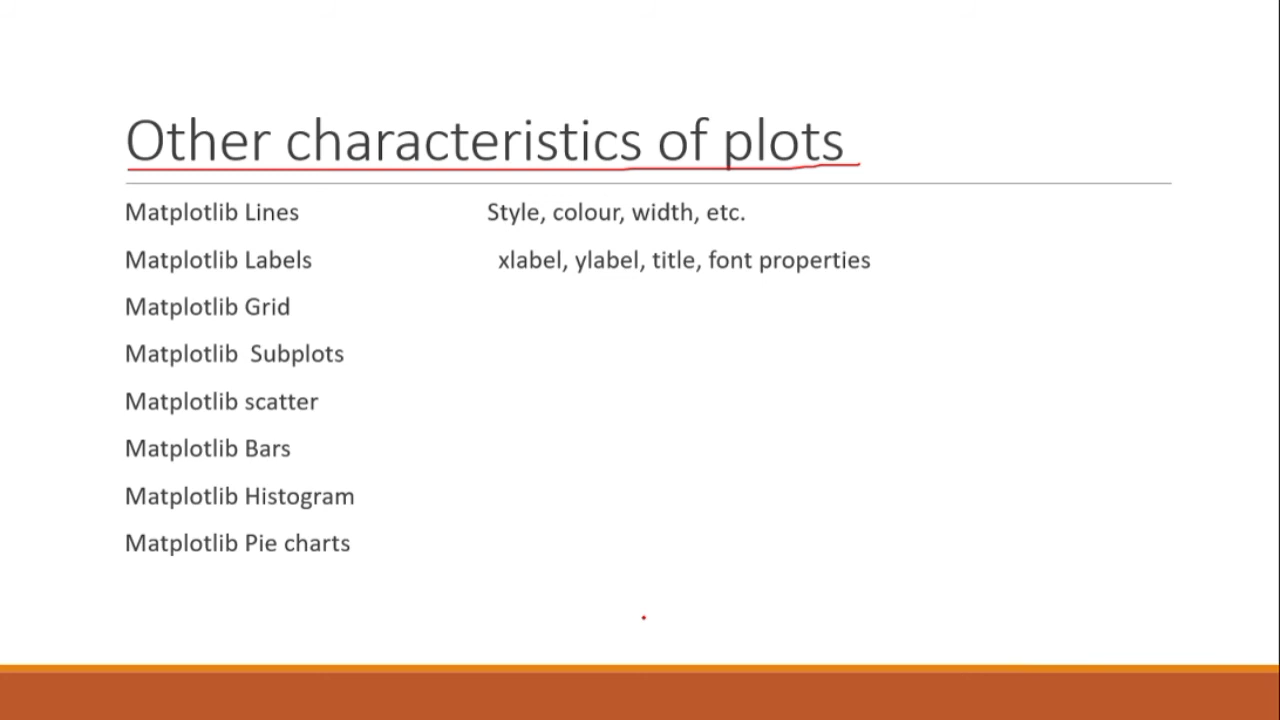 Other characteristics of plots
Matplotlib Lines Style, colour, width, etc.
Matplotlib Labels xlabel, ylabel, title, font properties
Matplotlib Grid
Matplotlib  Subplots
Matplotlib scatter
Matplotlib Bars
Matplotlib Histogram
Matplotlib Pie charts